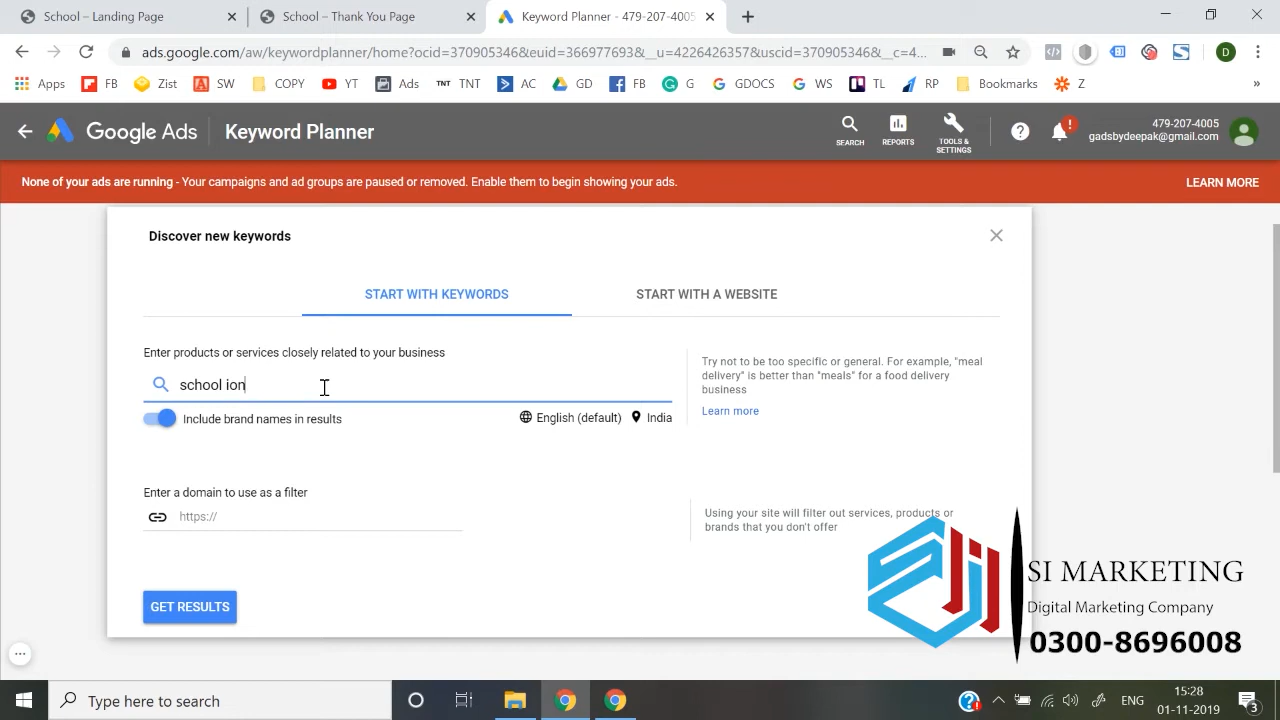 School – Landing Page
School – Thank You Page
Keyword Planner - 479-207-4005
ads.google.com/aw/keywordplanner/home?ocid=370905346&euid=366977693&__u=4226426357&uscid=370905346&__c=4...
Apps FB Zist SW COPY YT Ads TNT TNT AC GD FB G GDOCS WS TL RP Bookmarks Z »
Google Ads Keyword Planner
SEARCH
REPORTS
TOOLS &
SETTINGS
479-207-4005
gadsbydeepak@gmail.com
None of your ads are running - Your campaigns and ad groups are paused or removed. Enable them to begin showing your ads.
LEARN MORE
Discover new keywords
START WITH KEYWORDS
START WITH A WEBSITE
Enter products or services closely related to your business
school ion
Include brand names in results
English (default) India
Try not to be too specific or general. For example, "meal
delivery" is better than "meals" for a food delivery
business
Learn more
Enter a domain to use as a filter
https://
Using your site will filter out services, products or
brands that you don't offer
GET RESULTS
SI MARKETING
Digital Marketing Company
0300-8696008
Type here to search
ENG
15:28
01-11-2019
3